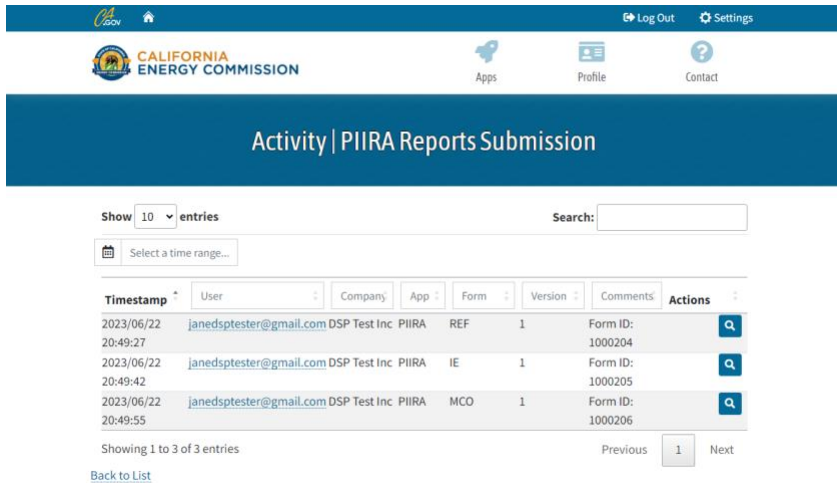 CA.GOV Log Out Settings
CALIFORNIA
ENERGY COMMISSION
Apps Profile Contact
Activity | PIIRA Reports Submission
Show 10 entries Search:
Select a time range...
Timestamp User Company App Form Version Comments Actions
2023/06/22 janedsptester@gmail.com DSP Test Inc PIIRA REF 1 Form ID:
20:49:27 1000204
2023/06/22 janedsptester@gmail.com DSP Test Inc PIIRA IE 1 Form ID:
20:49:42 1000205
2023/06/22 janedsptester@gmail.com DSP Test Inc PIIRA MCO 1 Form ID:
20:49:55 1000206
Showing 1 to 3 of 3 entries Previous 1 Next
Back to List